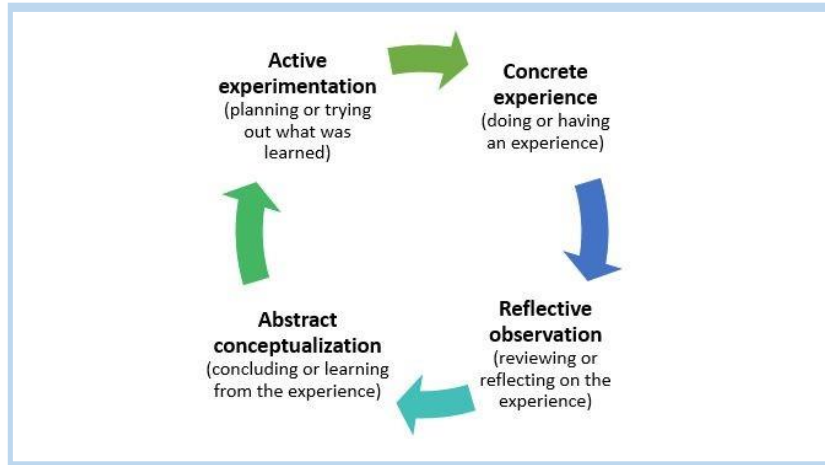 Active
experimentation
(planning or trying
out what was
learned)
Concrete
experience
(doing or having
an experience)
Reflective
observation
(reviewing or
reflecting on the
experience)
Abstract
conceptualization
(concluding or learning
from the experience)